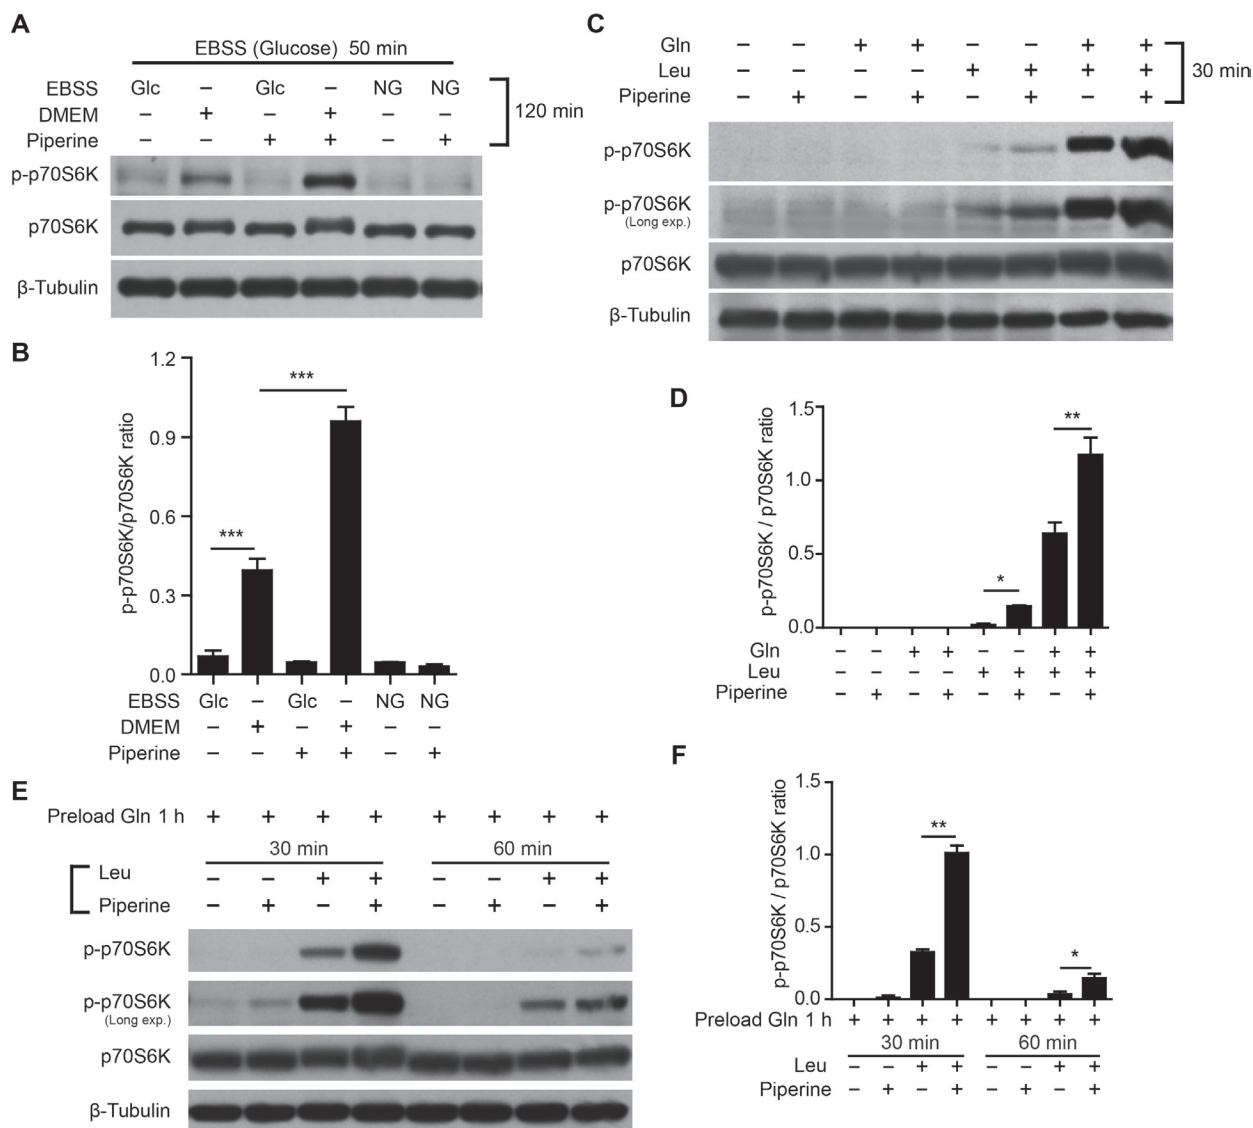 A
EBSS (Glucose) 50 min
EBSS Glc – Glc – NG NG
DMEM – + – + – –
Piperine – – + + – +
120 min
p-p70S6K
p70S6K
β-Tubulin
B
p-p70S6K/p70S6K ratio
1.2
0.9
0.6
0.3
0.0
***
***
EBSS Glc – Glc – NG NG
DMEM – + – + – –
Piperine – – + + – +
C
Gln – – + + – – + +
Leu – – – – + + + +
Piperine – + – + – + – +
30 min
p-p70S6K
p-p70S6K
(Long exp.)
p70S6K
β-Tubulin
D
p-p70S6K / p70S6K ratio
1.5
1.0
0.5
0.0
*
**
Gln – – + + – – + +
Leu – – – – + + + +
Piperine – + – + – + – +
E
Preload Gln 1 h + + + + + + + +
30 min 60 min
Leu – – + + – – + +
Piperine – + – + – + – +
p-p70S6K
p-p70S6K
(Long exp.)
p70S6K
β-Tubulin
F
p-p70S6K / p70S6K ratio
1.5
1.0
0.5
0.0
**
*
Preload Gln 1 h + + + + + + + +
30 min 60 min
Leu – – + + – – + +
Piperine – + – + – + – +